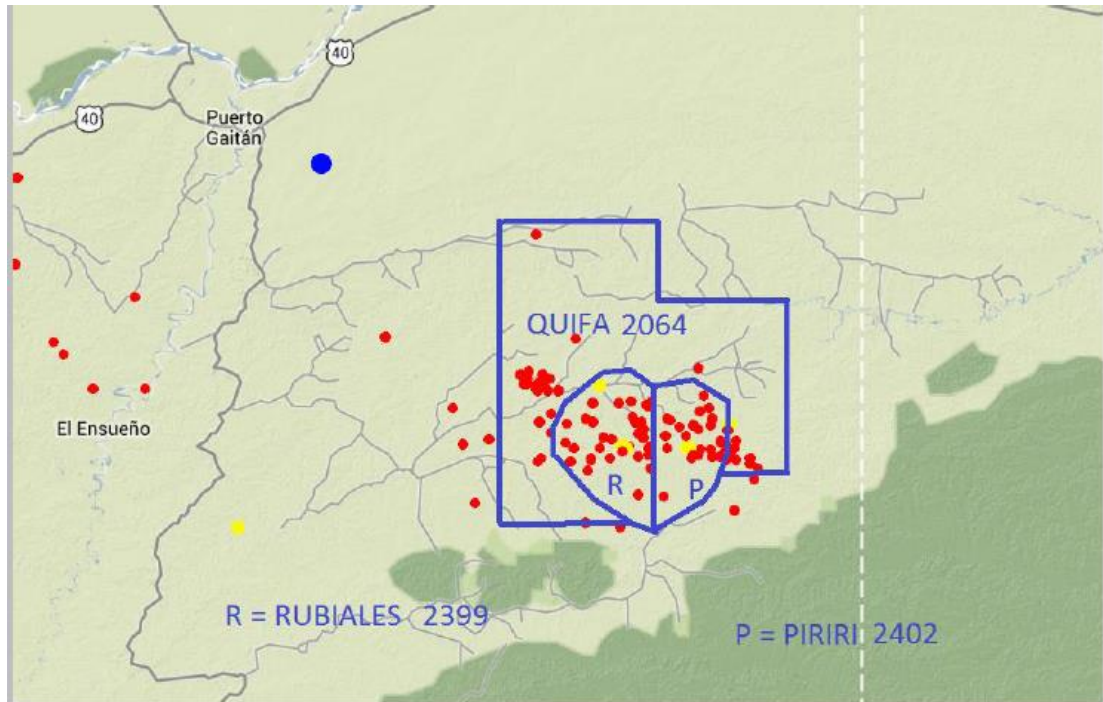 40
40
Puerto
Gaitán
QUIFA 2064
El Ensueño
R
P
R = RUBIALES 2399
P = PIRIRI 2402